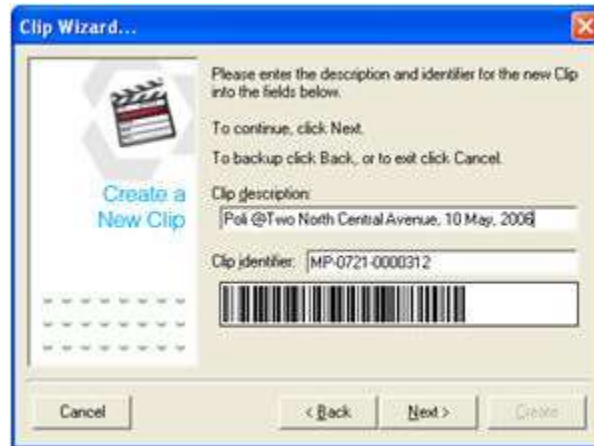 Clip Wizard...
Please enter the description and identifier for the new Clip
into the fields below.
To continue, click Next.
To backup click Back, or to exit click Cancel.
Create a
New Clip
Clip description:
Poli @Two North Central Avenue, 10 May, 2006
Clip identifier: MP-0721-0000312
Cancel < Back Next > Create